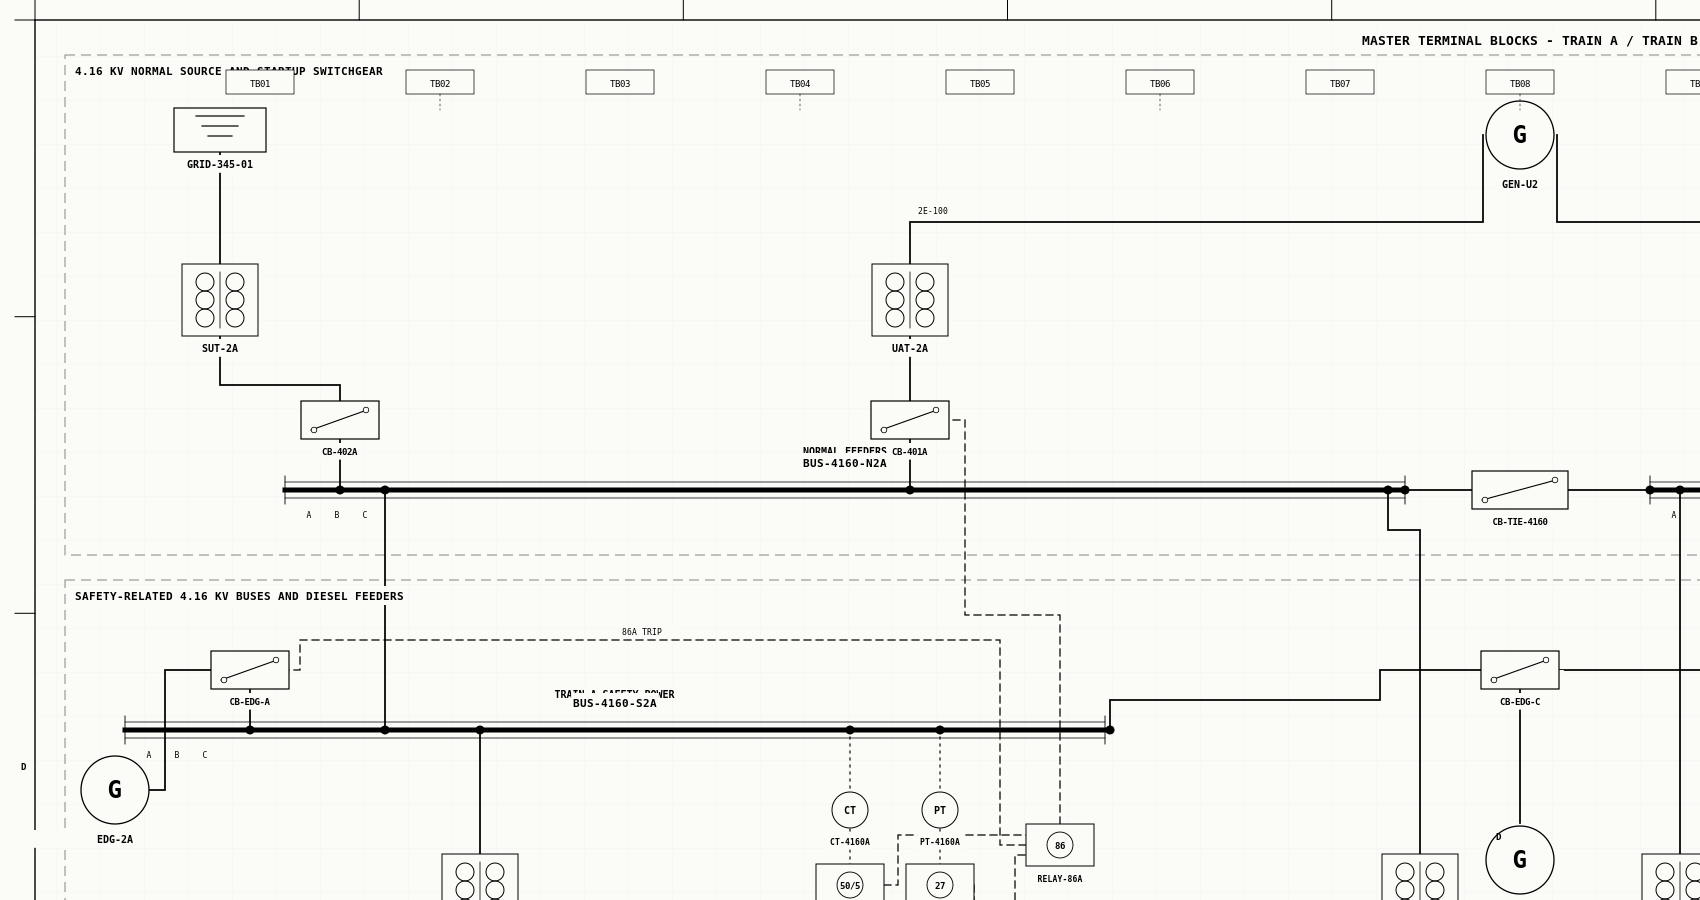 MASTER TERMINAL BLOCKS - TRAIN A / TRAIN B
4.16 KV NORMAL SOURCE AND STARTUP SWITCHGEAR
TB01
TB02
TB03
TB04
TB05
TB06
TB07
TB08
TB
G
GRID-345-01
GEN-U2
2E-100
SUT-2A
UAT-2A
CB-402A
NORMAL FEEDERS
CB-401A
BUS-4160-N2A
A B C
CB-TIE-4160
A
SAFETY-RELATED 4.16 KV BUSES AND DIESEL FEEDERS
86A TRIP
CB-EDG-A
TRAIN A SAFETY POWER
BUS-4160-S2A
CB-EDG-C
A B C
D
G
EDG-2A
CT
PT
CT-4160A
PT-4160A
86
RELAY-86A
D
G
50/5
27